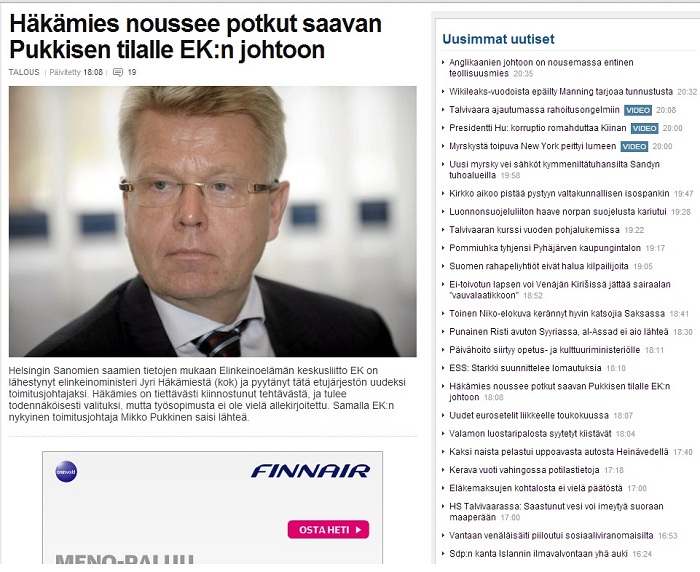 Häkämies noussee potkut saavan
Pukkisen tilalle EK:n johtoon
TALOUS | Päivitetty 18:08 | 19
Helsingin Sanomien saamien tietojen mukaan Elinkeinoelämän keskusliitto EK on
lähestynyt elinkeinoministeri Jyri Häkämiestä (kok) ja pyytänyt tätä etujärjestön uudeksi
toimitusjohtajaksi. Häkämies on tiettävästi kiinnostunut tehtävästä, ja tulee
todennäköisesti valituksi, mutta työsopimusta ei ole vielä allekirjoitettu. Samalla EK:n
nykyinen toimitusjohtaja Mikko Pukkinen saisi lähteä.
oneworld FINNAIR
OSTA HETI
MENO-PALUU
Uusimmat uutiset
Anglikaanien johtoon on nousemassa entinen
teollisuusmies 20:35
Wikileaks-vuodoista epäilty Manning tarjoaa tunnustusta 20:32
Talvivaara ajautumassa rahoitusongelmiin VIDEO 20:08
Presidentti Hu: korruptio romahduttaa Kiinan VIDEO 20:00
Myrskystä toipuva New York peittyi lumeen VIDEO 20:00
Uusi myrsky vei sähköt kymmeniltätuhansilta Sandyn
tuhoalueilla 19:58
Kirkko aikoo pistää pystyyn valtakunnallisen isospankin 19:47
Luonnonsuojeluliiton haave norpan suojelusta kariutui 19:28
Talvivaaran kurssi vuoden pohjalukemissa 19:22
Pommiuhka tyhjensi Pyhäjärven kaupungintalon 19:17
Suomen rahapeliyhtiöt eivät halua kilpailijoita 19:05
Ei-toivotun lapsen voi Venäjän Kirišissä jättää sairaalan
"vauvalaatikkoon" 18:52
Toinen Niko-elokuva kerännyt hyvin katsojia Saksassa 18:41
Punainen Risti avuton Syyriassa, al-Assad ei aio lähteä 18:30
Päivähoito siirtyy opetus- ja kulttuuriministeriölle 18:11
ESS: Starkki suunnittelee lomautuksia 18:10
Häkämies noussee potkut saavan Pukkisen tilalle EK:n
johtoon 18:08
Uudet eurosetelit liikkeelle toukokuussa 18:07
Valamon luostaripalosta syytetyt kiistävät 18:04
Kaksi naista pelastui uppoavasta autosta Heinävedellä 17:40
Kerava vuoti vahingossa potilastietoja 17:18
Eläkemaksujen kohtalosta ei vielä päätöstä 17:00
HS Talvivaarassa: Saastunut vesi voi imeytyä suoraan
maaperään 17:00
Vantaan venäläisäiti piiloutui sosiaaliviranomaisilta 16:53
Sdp:n kanta Islannin ilmavalvontaan yhä auki 16:24